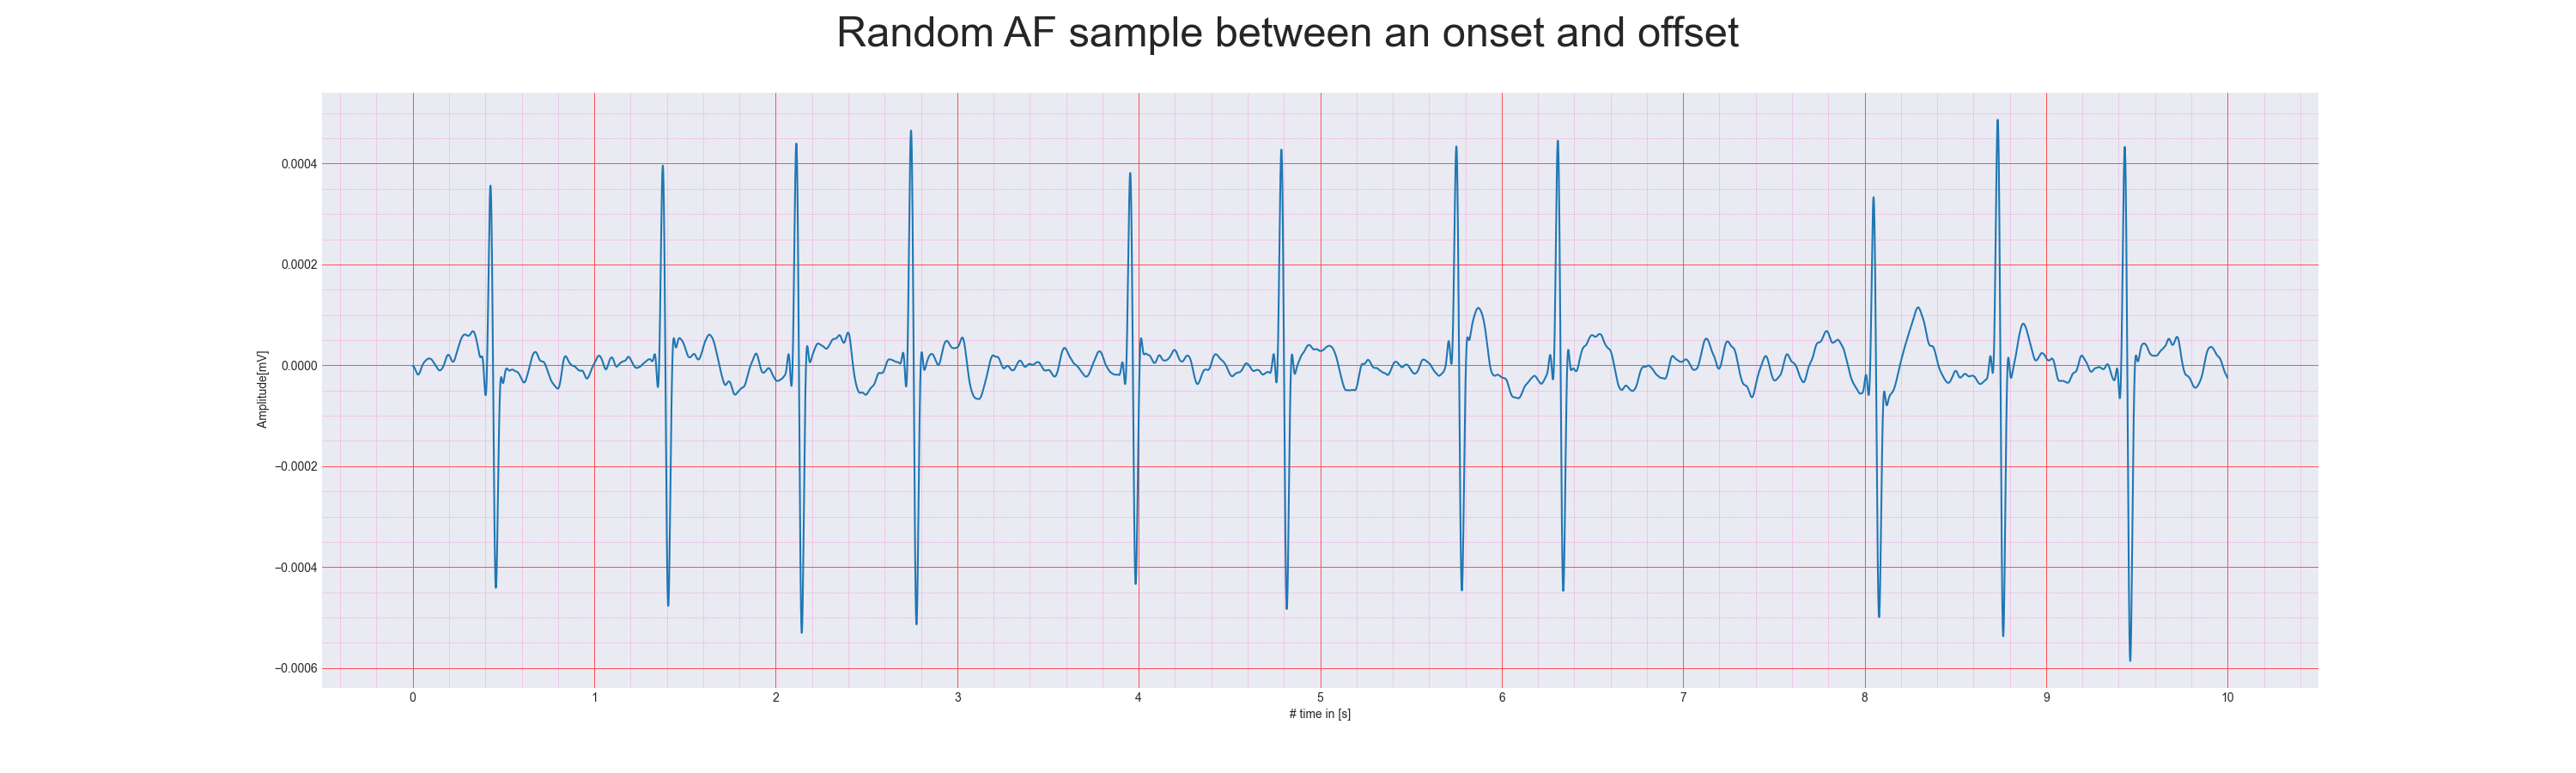 Random AF sample between an onset and offset
0.0004
0.0002
0.0000
−0.0002
−0.0004
−0.0006
Amplitude[mV]
0 1 2 3 4 5 6 7 8 9 10
# time in [s]